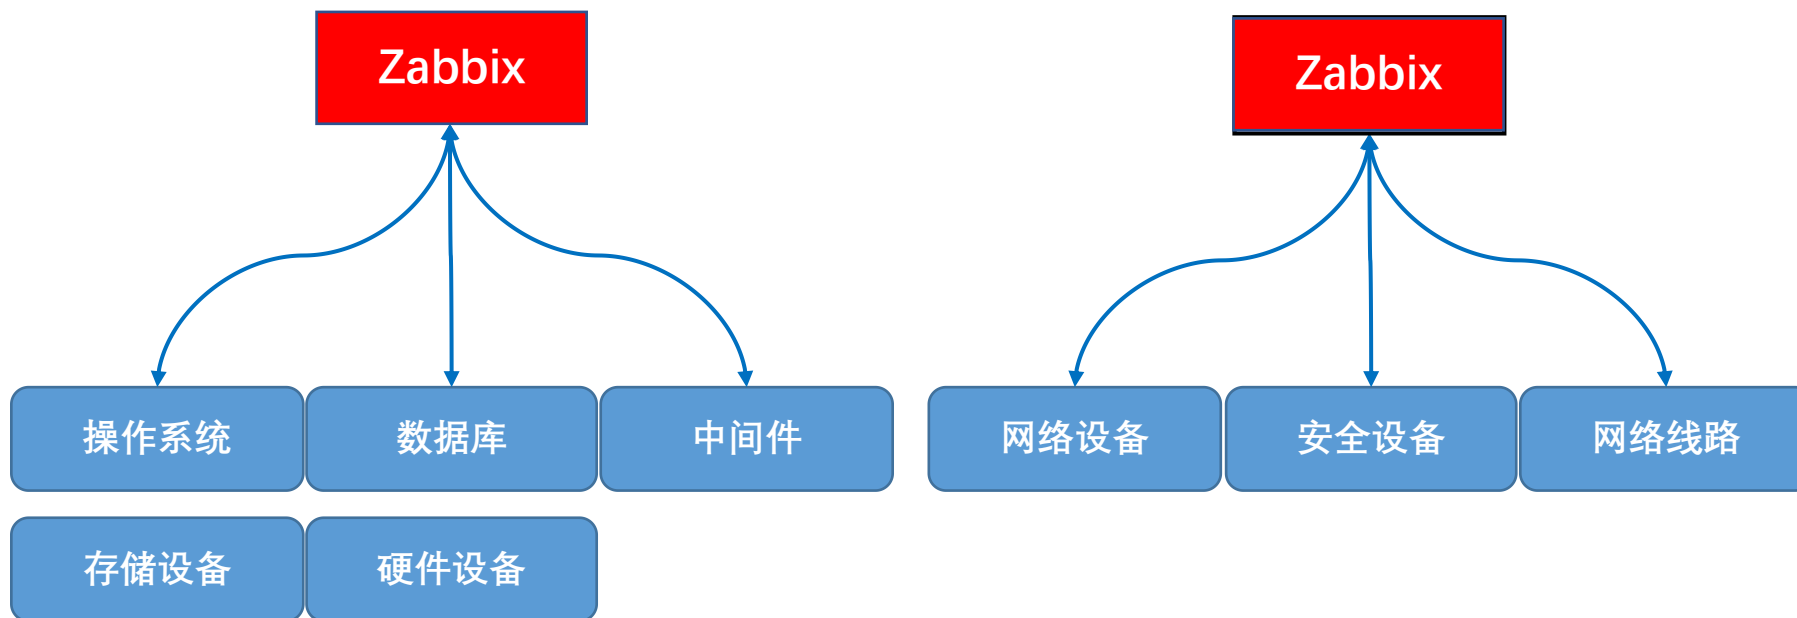 Zabbix
Zabbix
操作系统
数据库
中间件
网络设备
安全设备
网络线路
存储设备
硬件设备